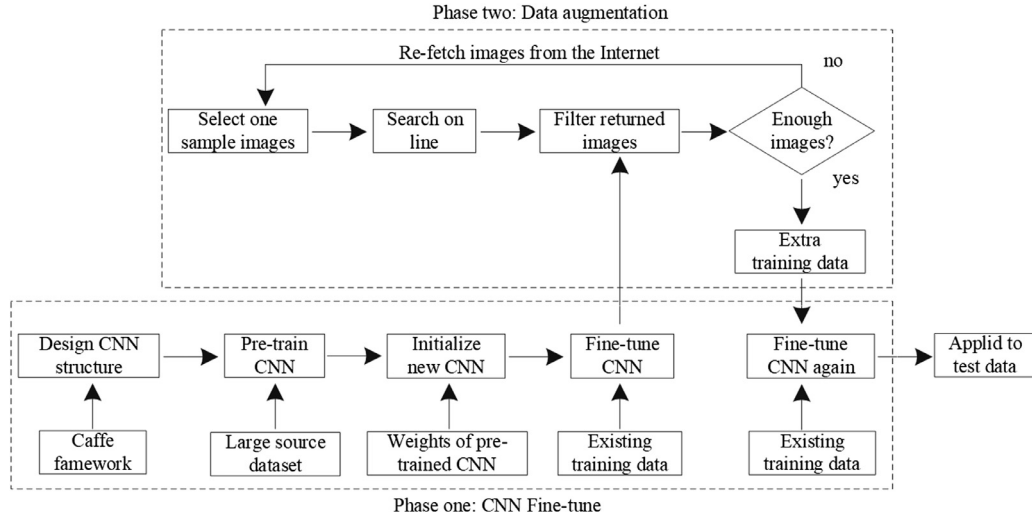 Phase two: Data augmentation
Re-fetch images from the Internet
no
Select one
sample images
Search on
line
Filter returned
images
Enough
images?
yes
Extra
training data
Design CNN
structure
Pre-train
CNN
Initialize
new CNN
Fine-tune
CNN
Fine-tune
CNN again
Applid to
test data
Caffe
famework
Large source
dataset
Weights of pre-
trained CNN
Existing
training data
Existing
training data
Phase one: CNN Fine-tune